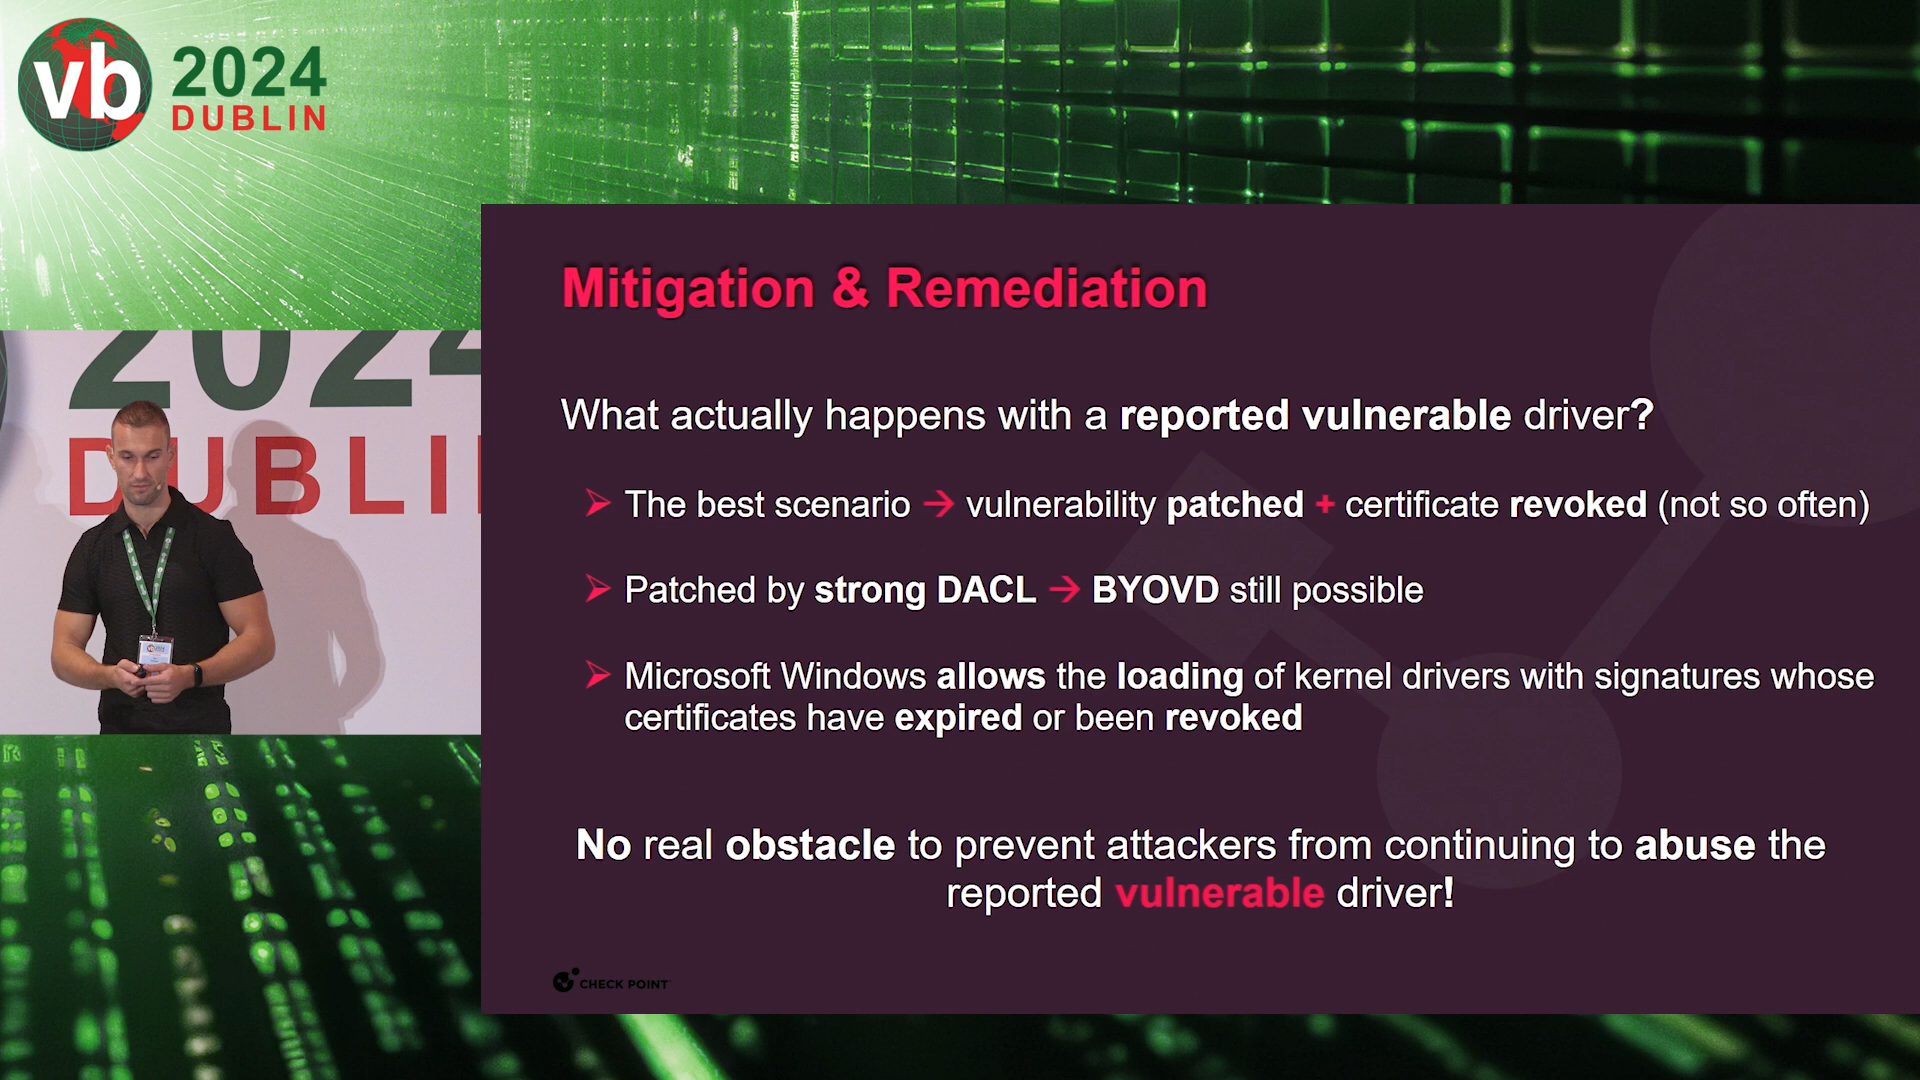 vb 2024
DUBLIN
2024
DUBLI
Mitigation & Remediation
What actually happens with a reported vulnerable driver?
➢ The best scenario → vulnerability patched + certificate revoked (not so often)
➢ Patched by strong DACL → BYOVD still possible
➢ Microsoft Windows allows the loading of kernel drivers with signatures whose
certificates have expired or been revoked
No real obstacle to prevent attackers from continuing to abuse the
reported vulnerable driver!
CHECK POINT